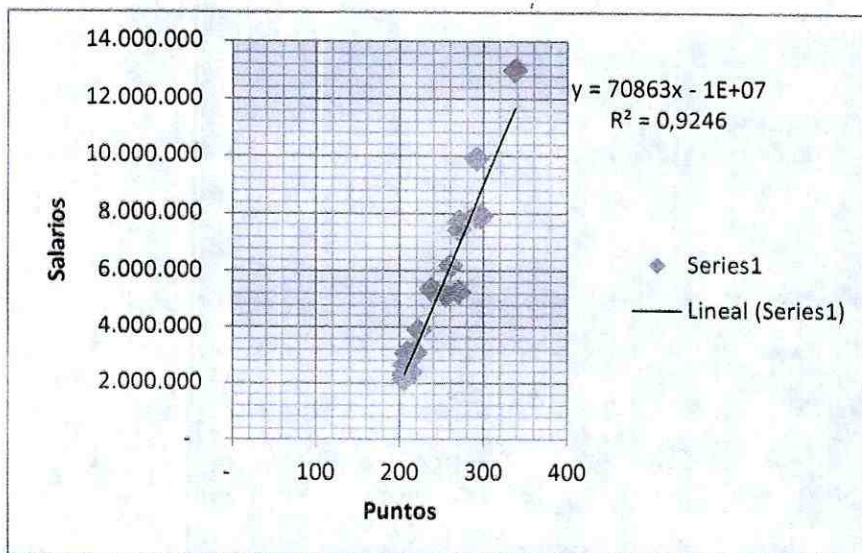 14.000.000
12.000.000
10.000.000
8.000.000
6.000.000
4.000.000
2.000.000
-
Salarios
y = 70863x - 1E+07
R² = 0,9246
Series1
Lineal (Series1)
- 100 200 300 400
Puntos